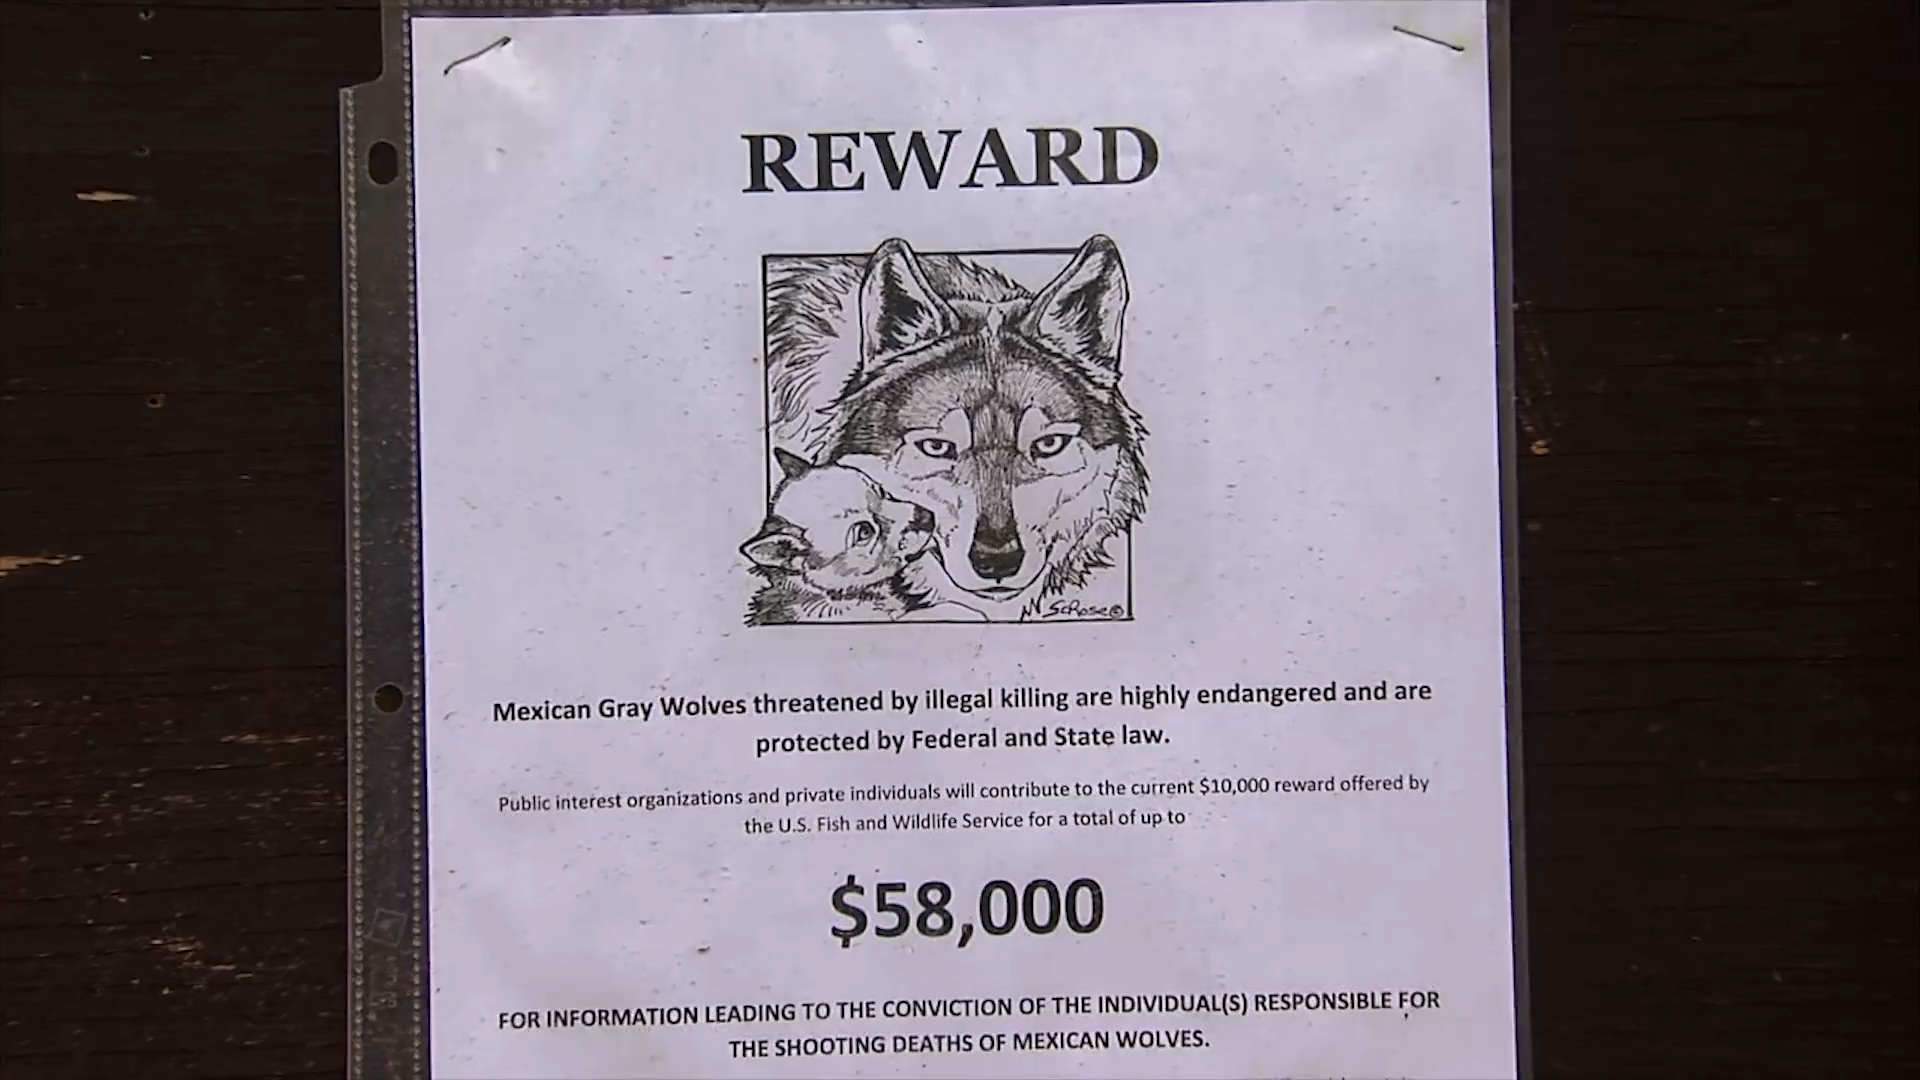 REWARD
ScRose©
Mexican Gray Wolves threatened by illegal killing are highly endangered and are
protected by Federal and State law.
Public interest organizations and private individuals will contribute to the current $10,000 reward offered by
the U.S. Fish and Wildlife Service for a total of up to
$58,000
FOR INFORMATION LEADING TO THE CONVICTION OF THE INDIVIDUAL(S) RESPONSIBLE FOR
THE SHOOTING DEATHS OF MEXICAN WOLVES.